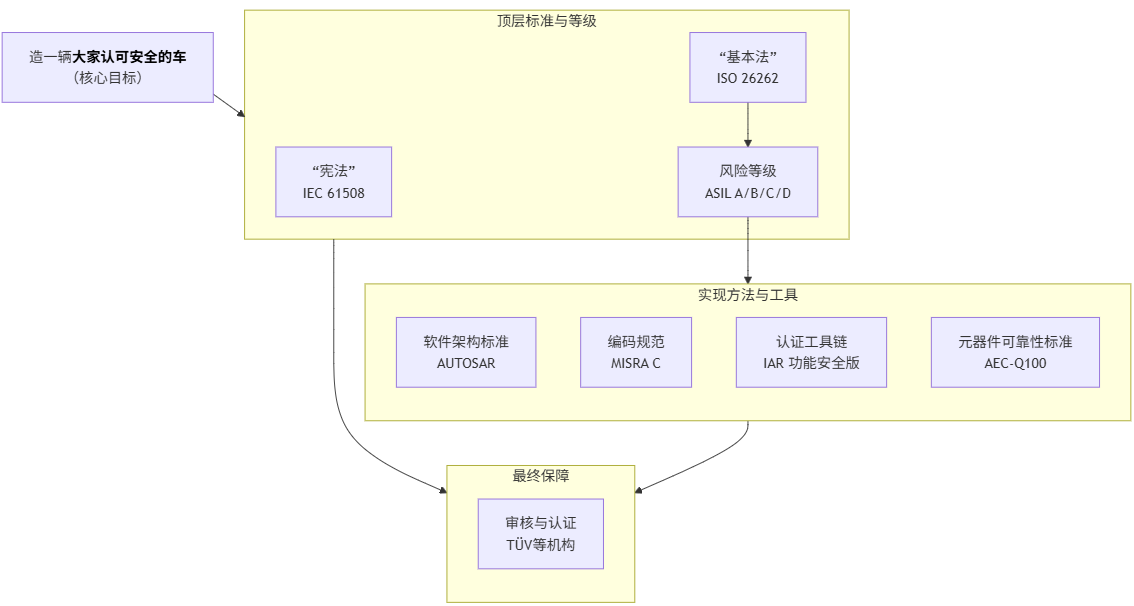 顶层标准与等级
造一辆大家认可安全的车
（核心目标）
“基本法”
ISO 26262
“宪法”
IEC 61508
风险等级
ASIL A/B/C/D
实现方法与工具
软件架构标准
AUTOSAR
编码规范
MISRA C
认证工具链
IAR 功能安全版
元器件可靠性标准
AEC-Q100
最终保障
审核与认证
TÜV等机构